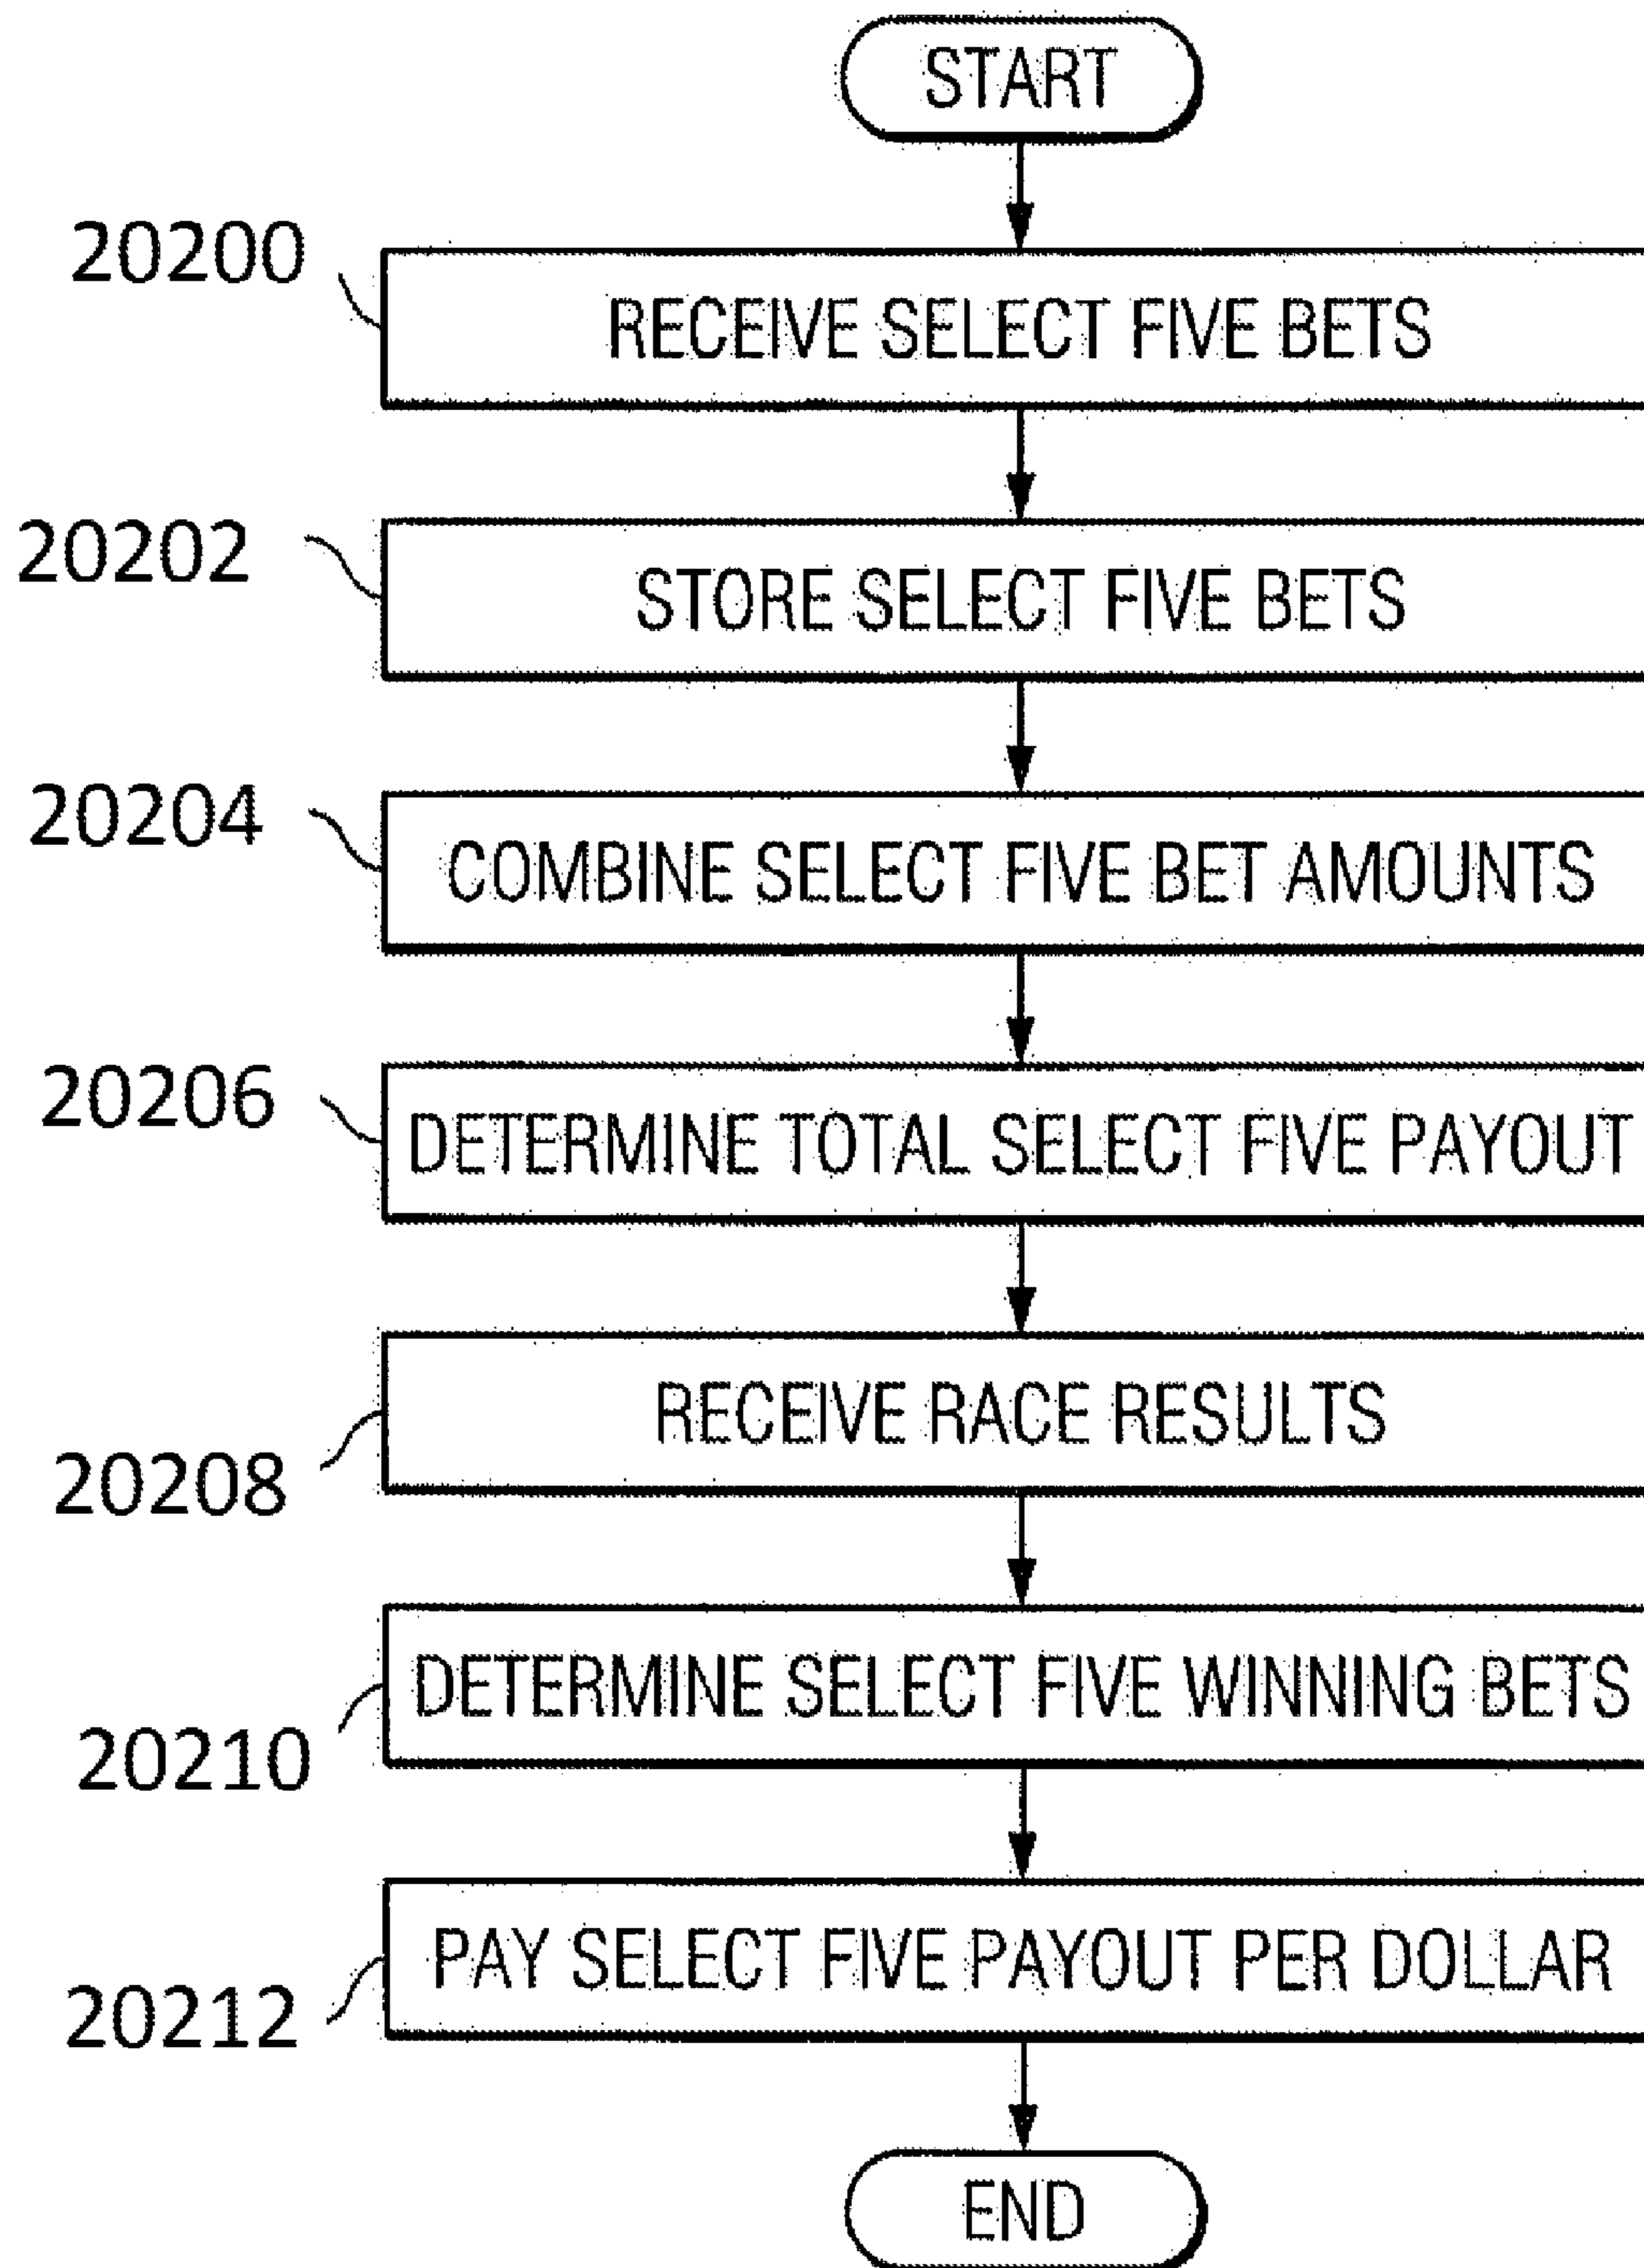 START
20200
RECEIVE SELECT FIVE BETS
20202
STORE SELECT FIVE BETS
20204
COMBINE SELECT FIVE BET AMOUNTS
20206
DETERMINE TOTAL SELECT FIVE PAYOUT
RECEIVE RACE RESULTS
20208
DETERMINE SELECT FIVE WINNING BETS
20210
PAY SELECT FIVE PAYOUT PER DOLLAR
20212
END